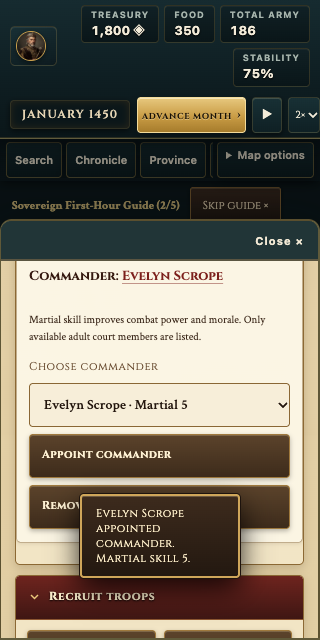 TREASURY
1,800 ◈
FOOD
350
TOTAL ARMY
186
STABILITY
75%
JANUARY 1450
ADVANCE MONTH ›
▶
2×
Search
Chronicle
Province
▶ Map options
Sovereign First-Hour Guide (2/5)
SKIP GUIDE ×
Close ×
COMMANDER: EVELYN SCROPE
Martial skill improves combat power and morale. Only
available adult court members are listed.
CHOOSE COMMANDER
Evelyn Scrope · Martial 5
APPOINT COMMANDER
EVELYN SCROPE
APPOINTED
COMMANDER.
MARTIAL SKILL 5.
RECRUIT TROOPS